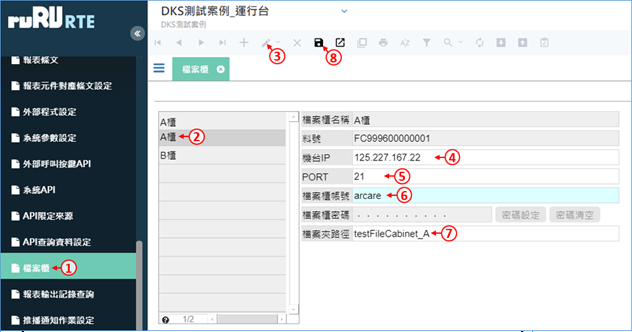 ruRU RTE
DKS測試案例_運行台
DKS測試案例
報表條文
報表元件對應條文設定
外部程式設定
系統參數設定
外部呼叫按鍵API
系統API
API限定來源
API查詢資料設定
檔案櫃 ①
報表輸出記錄查詢
推播通知作業設定
③
⑧
檔案櫃
A櫃
A櫃 ②
B櫃
1/2
檔案櫃名稱 A櫃
料號 FC999600000001
機台IP 125.227.167.22 ④
PORT 21 ⑤
檔案櫃帳號 arcare ⑥
檔案櫃密碼 ‧‧‧‧‧‧‧‧‧‧ 密碼設定 密碼清空
檔案夾路徑 testFileCabinet_A ⑦